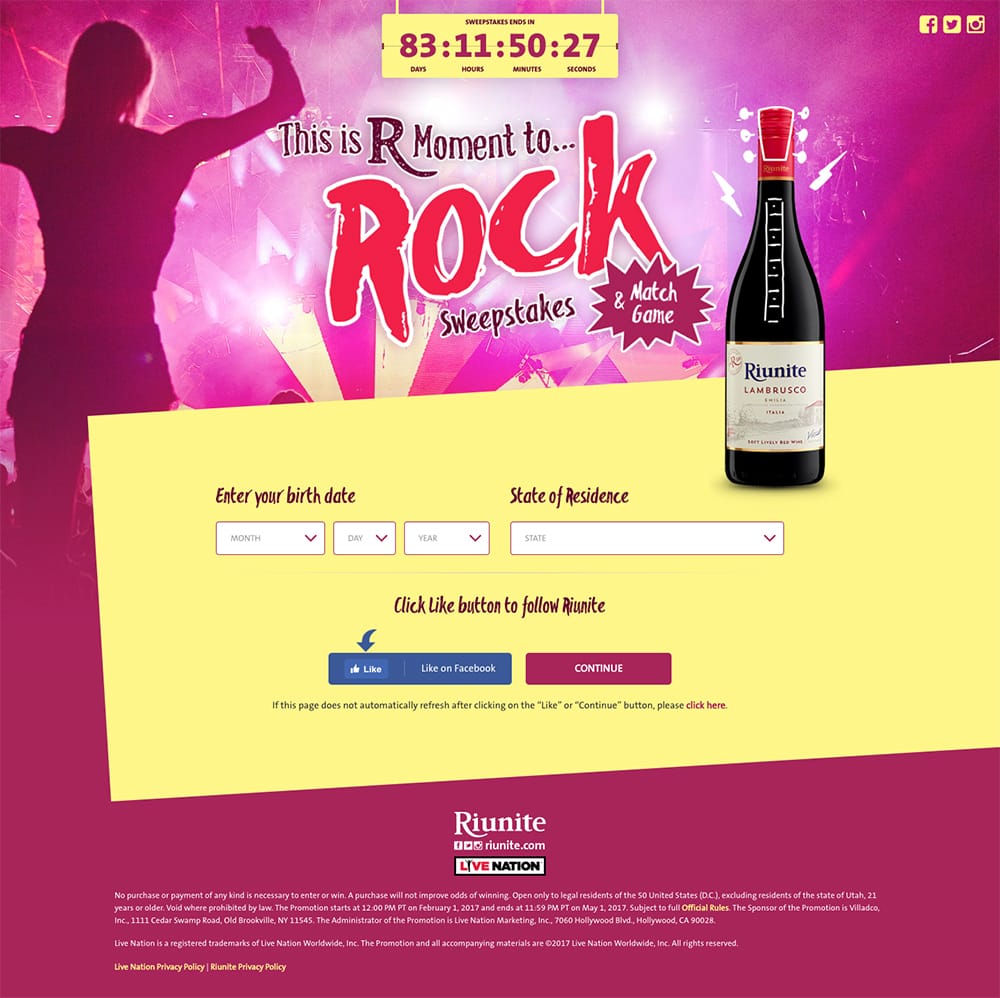 SWEEPSTAKES ENDS IN
83:11:50:27
DAYS HOURS MINUTES SECONDS
This is R Moment to...
ROCK
Sweepstakes
& Match
Game
Riunite
Riunite
LAMBRUSCO
EMILIA
ITALIA
SOFT LIVELY RED WINE
Enter your birth date
State of Residence
MONTH
DAY
YEAR
STATE
Click Like button to follow Riunite
Like
Like on Facebook
CONTINUE
If this page does not automatically refresh after clicking on the “Like” or “Continue” button, please click here.
Riunite
riunite.com
LIVE NATION
No purchase or payment of any kind is necessary to enter or win. A purchase will not improve odds of winning. Open only to legal residents of the 50 United States (D.C.), excluding residents of the state of Utah, 21
years or older. Void where prohibited by law. The Promotion starts at 12:00 PM PT on February 1, 2017 and ends at 11:59 PM PT on May 1, 2017. Subject to full Official Rules. The Sponsor of the Promotion is Villadco,
Inc., 1111 Cedar Swamp Road, Old Brookville, NY 11545. The Administrator of the Promotion is Live Nation Marketing, Inc., 7060 Hollywood Blvd., Hollywood, CA 90028.
Live Nation is a registered trademarks of Live Nation Worldwide, Inc. The Promotion and all accompanying materials are ©2017 Live Nation Worldwide, Inc. All rights reserved.
Live Nation Privacy Policy | Riunite Privacy Policy